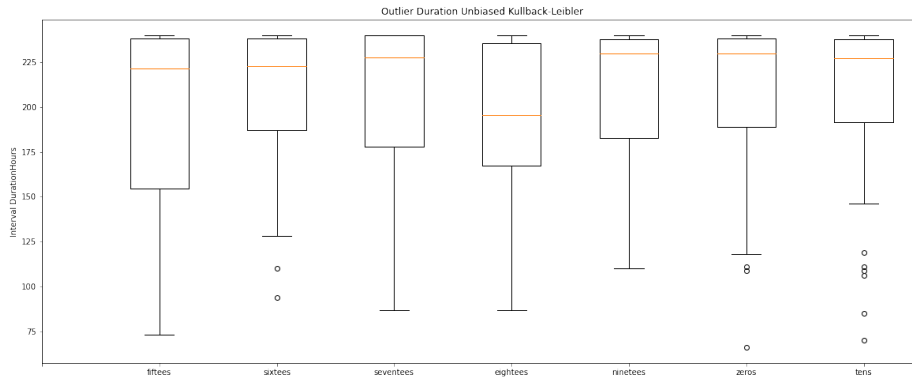 Outlier Duration Unbiased Kullback-Leibler
Interval DurationHours
225
200
175
150
125
100
75
fiftees
sixtees
seventees
eightees
ninetees
zeros
tens